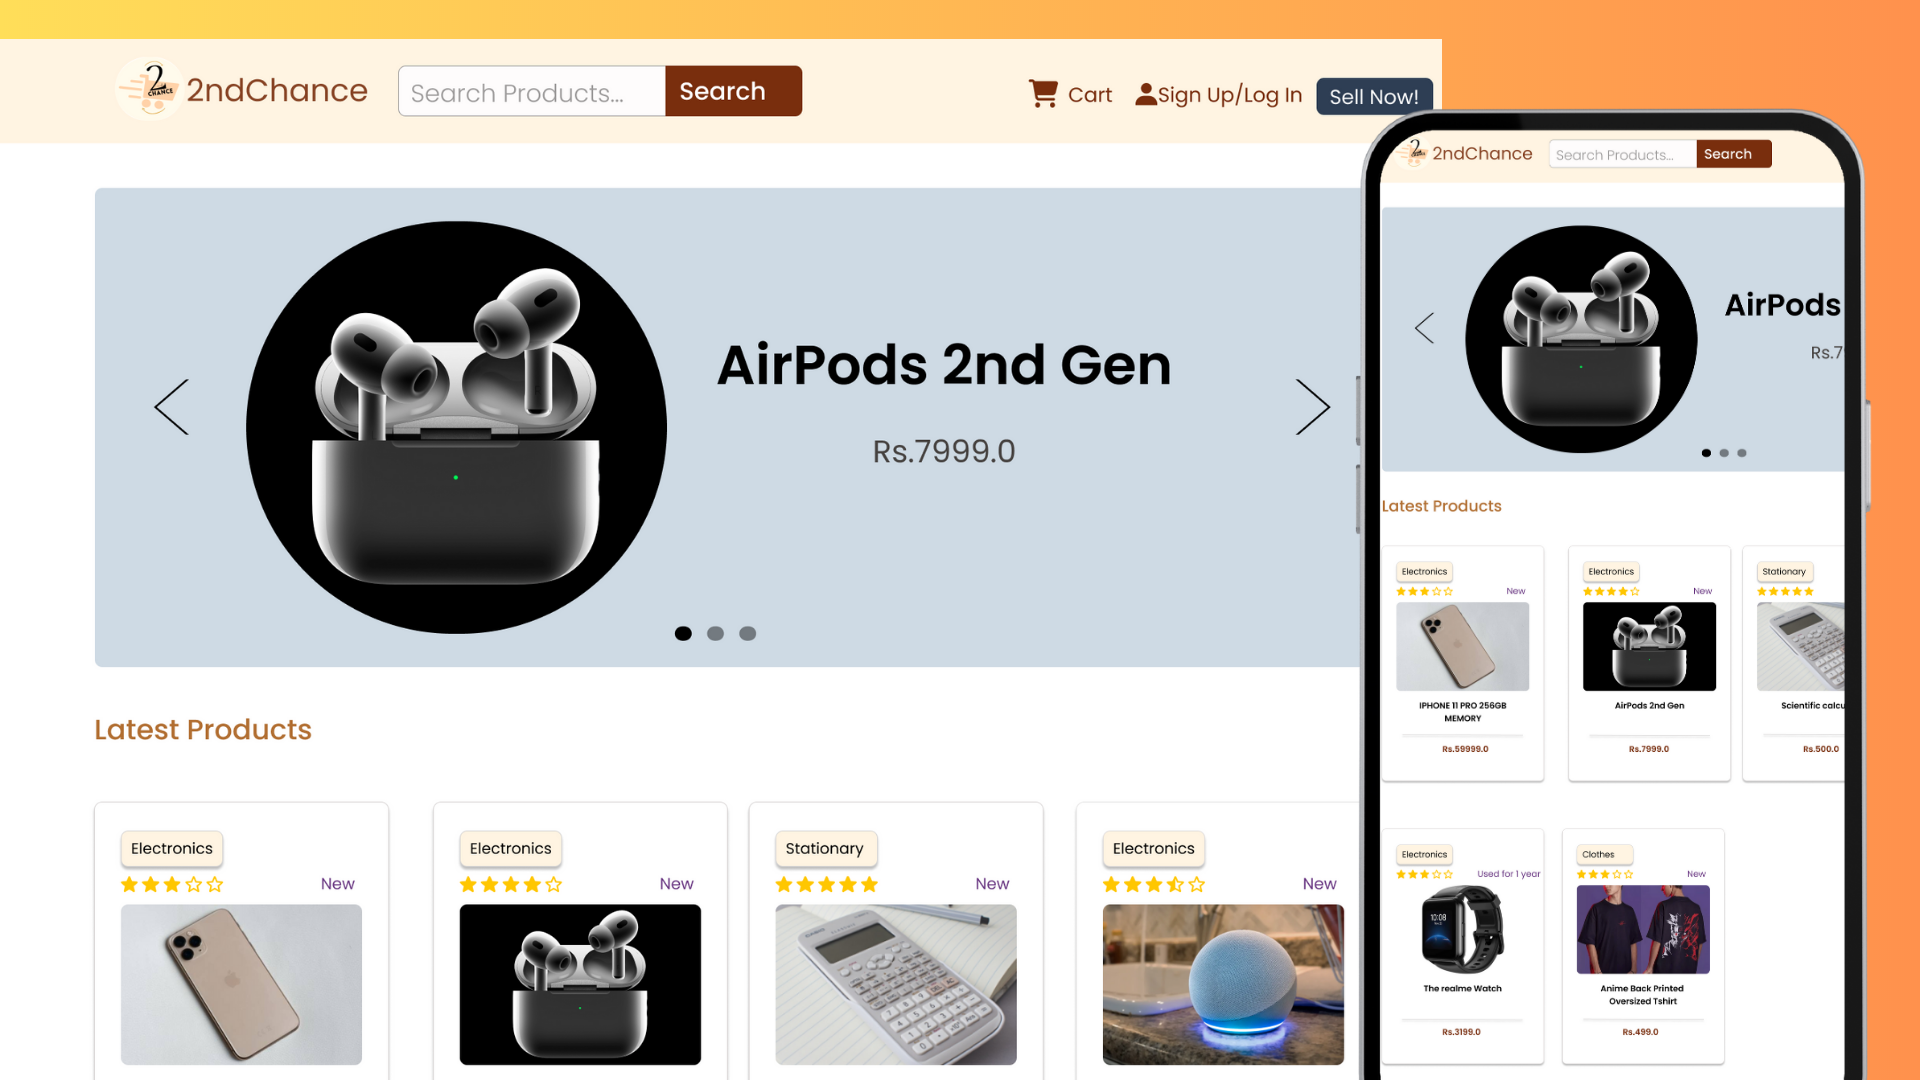 2
CHANCE
2ndChance
Search Products...
Search
Cart
Sign Up/Log In
Sell Now!
AirPods 2nd Gen
Rs.7999.0
Latest Products
Electronics
New
Electronics
New
Stationary
New
Electronics
New
2
2ndChance
Search Products...
Search
AirPods
Rs.7
Latest Products
Electronics
New
IPHONE 11 PRO 256GB
MEMORY
Rs.59999.0
Electronics
New
AirPods 2nd Gen
Rs.7999.0
Stationary
Scientific calcu
Rs.500.0
Electronics
Used for 1 year
10:08
The realme Watch
Rs.3199.0
Clothes
New
Anime Back Printed
Oversized Tshirt
Rs.499.0